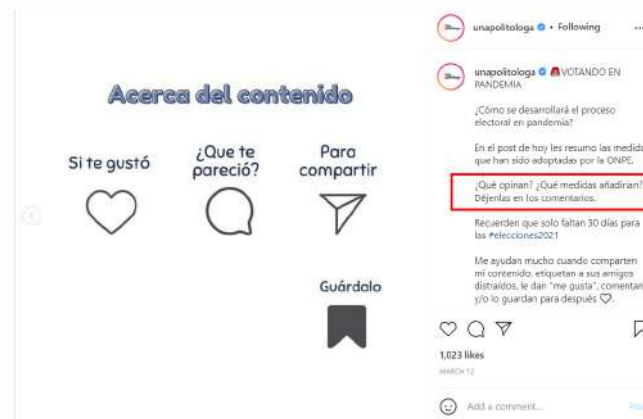 Acerca del contenido
Si te gustó
¿Que te
pareció?
Para
compartir
Guárdalo
unapolitologa • Following
unapolitologa VOTANDO EN
PANDEMIA
¿Cómo se desarrollará el proceso
electoral en pandemia?
En el post de hoy les resumo las medida
que han sido adoptadas por la ONPE.
¿Qué opinan? ¿Qué medidas añadirían?
Déjenlas en los comentarios.
Recuerden que solo faltan 30 días para
las #elecciones2021
Me ayudan mucho cuando comparten
mi contenido, etiquetan a sus amigos
distraídos, le dan "me gusta", comentan
y/o lo guardan para después
1,023 likes
MARCH 12
Add a comment...